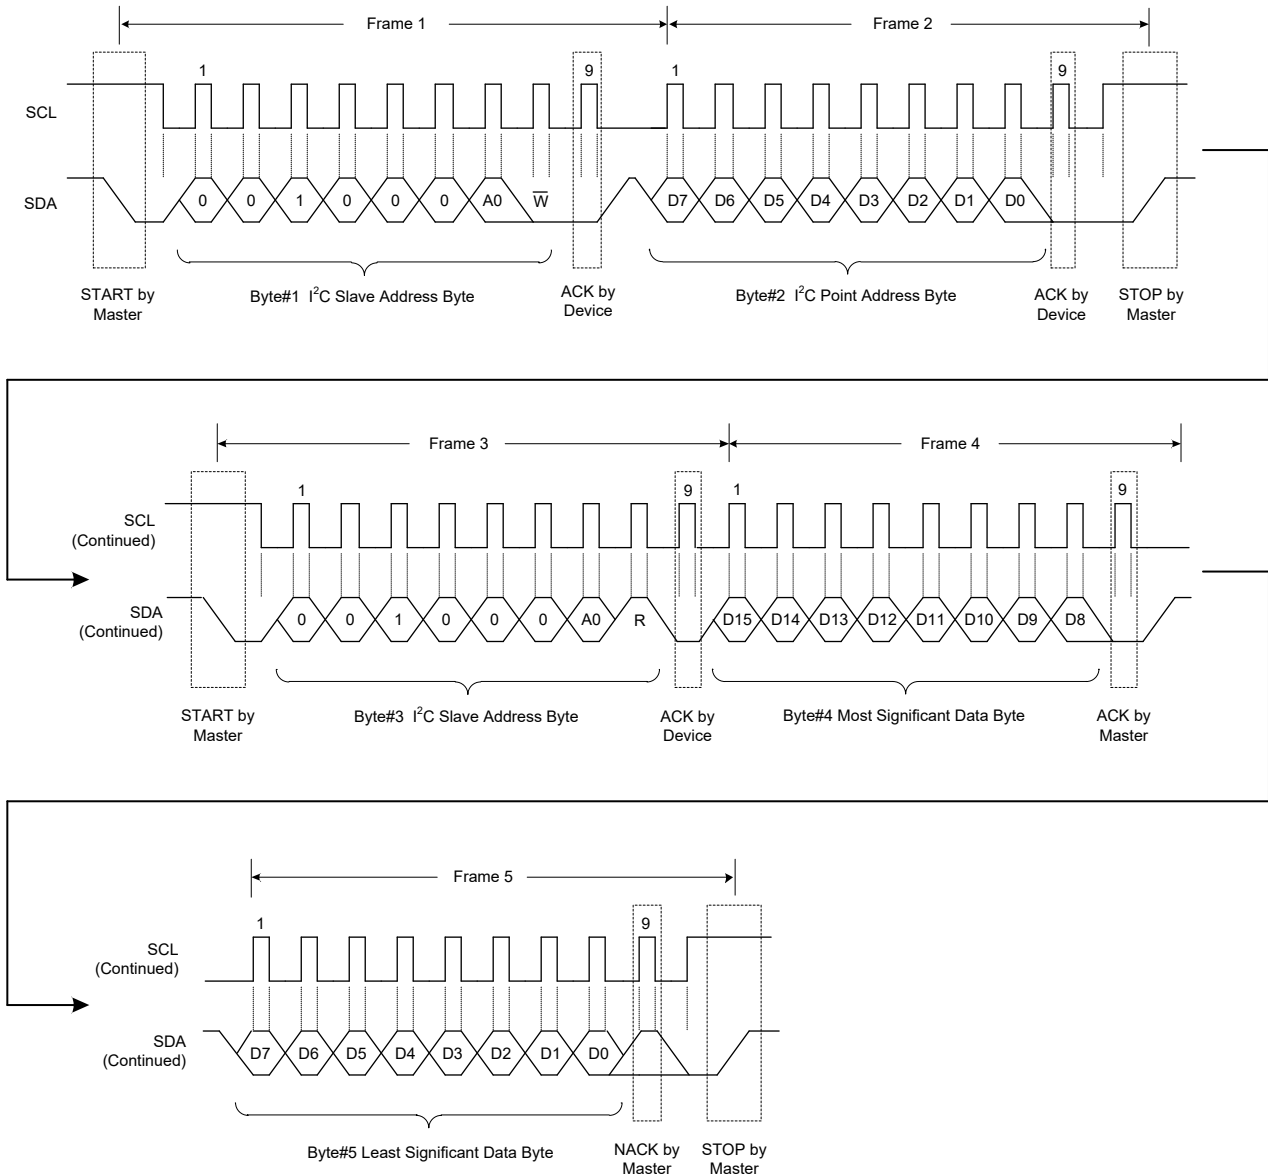 Frame 1
Frame 2
1
9
1
9
SCL
SDA
0 0 1 0 0 0 A0 W̅
D7 D6 D5 D4 D3 D2 D1 D0
START by
Master
Byte#1 I²C Slave Address Byte
ACK by
Device
Byte#2 I²C Point Address Byte
ACK by
Device
STOP by
Master
Frame 3
Frame 4
1
9
1
9
SCL
(Continued)
SDA
(Continued)
0 0 1 0 0 0 A0 R
D15 D14 D13 D12 D11 D10 D9 D8
START by
Master
Byte#3 I²C Slave Address Byte
ACK by
Device
Byte#4 Most Significant Data Byte
ACK by
Master
Frame 5
1
9
SCL
(Continued)
SDA
(Continued)
D7 D6 D5 D4 D3 D2 D1 D0
Byte#5 Least Significant Data Byte
NACK by
Master
STOP by
Master